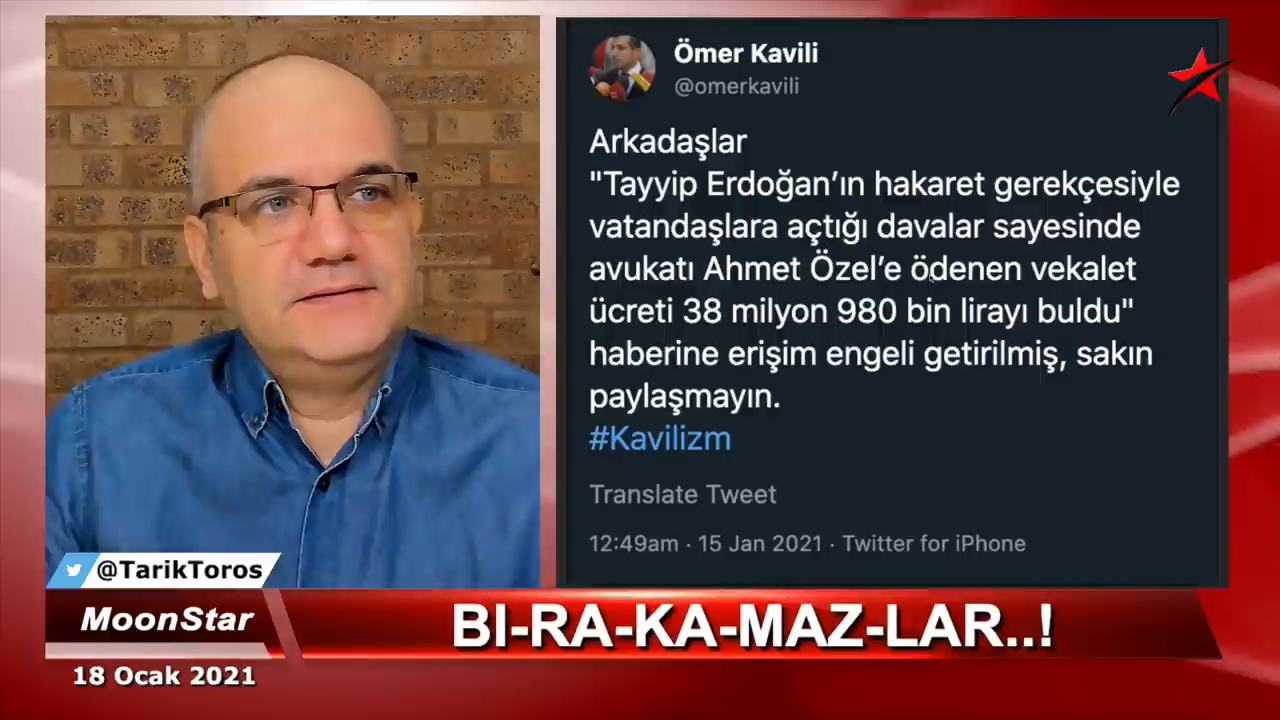 Ömer Kavili
@omerkavili
Arkadaşlar
"Tayyip Erdoğan’ın hakaret gerekçesiyle
vatandaşlara açtığı davalar sayesinde
avukatı Ahmet Özel’e ödenen vekalet
ücreti 38 milyon 980 bin lirayı buldu"
haberine erişim engeli getirilmiş, sakın
paylaşmayın.
#Kavilizm
Translate Tweet
12:49am · 15 Jan 2021 · Twitter for iPhone
@TarikToros
MoonStar
BI-RA-KA-MAZ-LAR..!
18 Ocak 2021